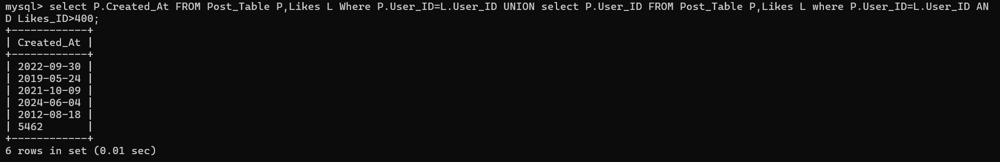 mysql> select P.Created_At FROM Post_Table P,Likes L Where P.User_ID=L.User_ID UNION select P.User_ID FROM Post_Table P,Likes L where P.User_ID=L.User_ID AN
D Likes_ID>400;
+------------+
| Created_At |
+------------+
| 2022-09-30 |
| 2019-05-24 |
| 2021-10-09 |
| 2024-06-04 |
| 2012-08-18 |
| 5462       |
+------------+
6 rows in set (0.01 sec)